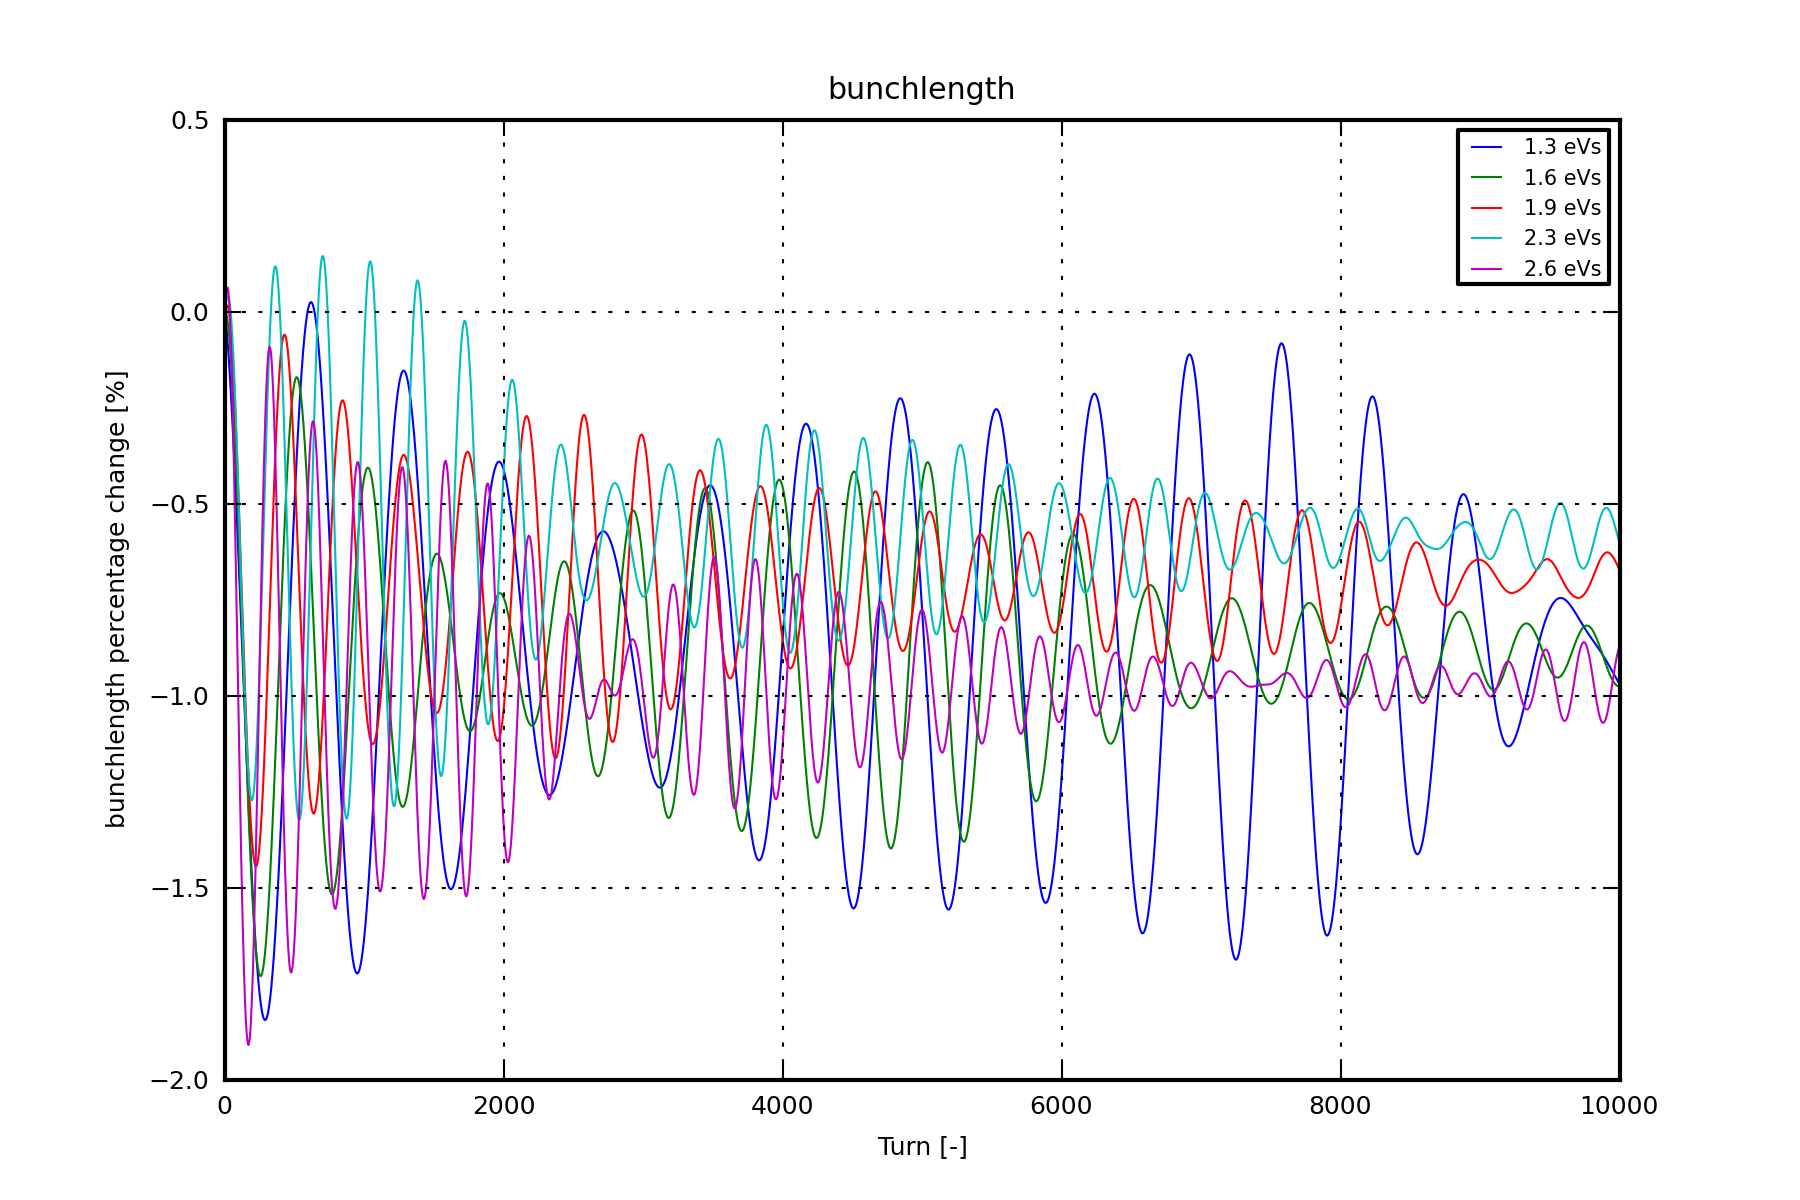 bunchlength
0.5
0.0
−0.5
−1.0
−1.5
−2.0
bunchlength percentage change [%]
1.3 eVs
1.6 eVs
1.9 eVs
2.3 eVs
2.6 eVs
0 2000 4000 6000 8000 10000
Turn [-]